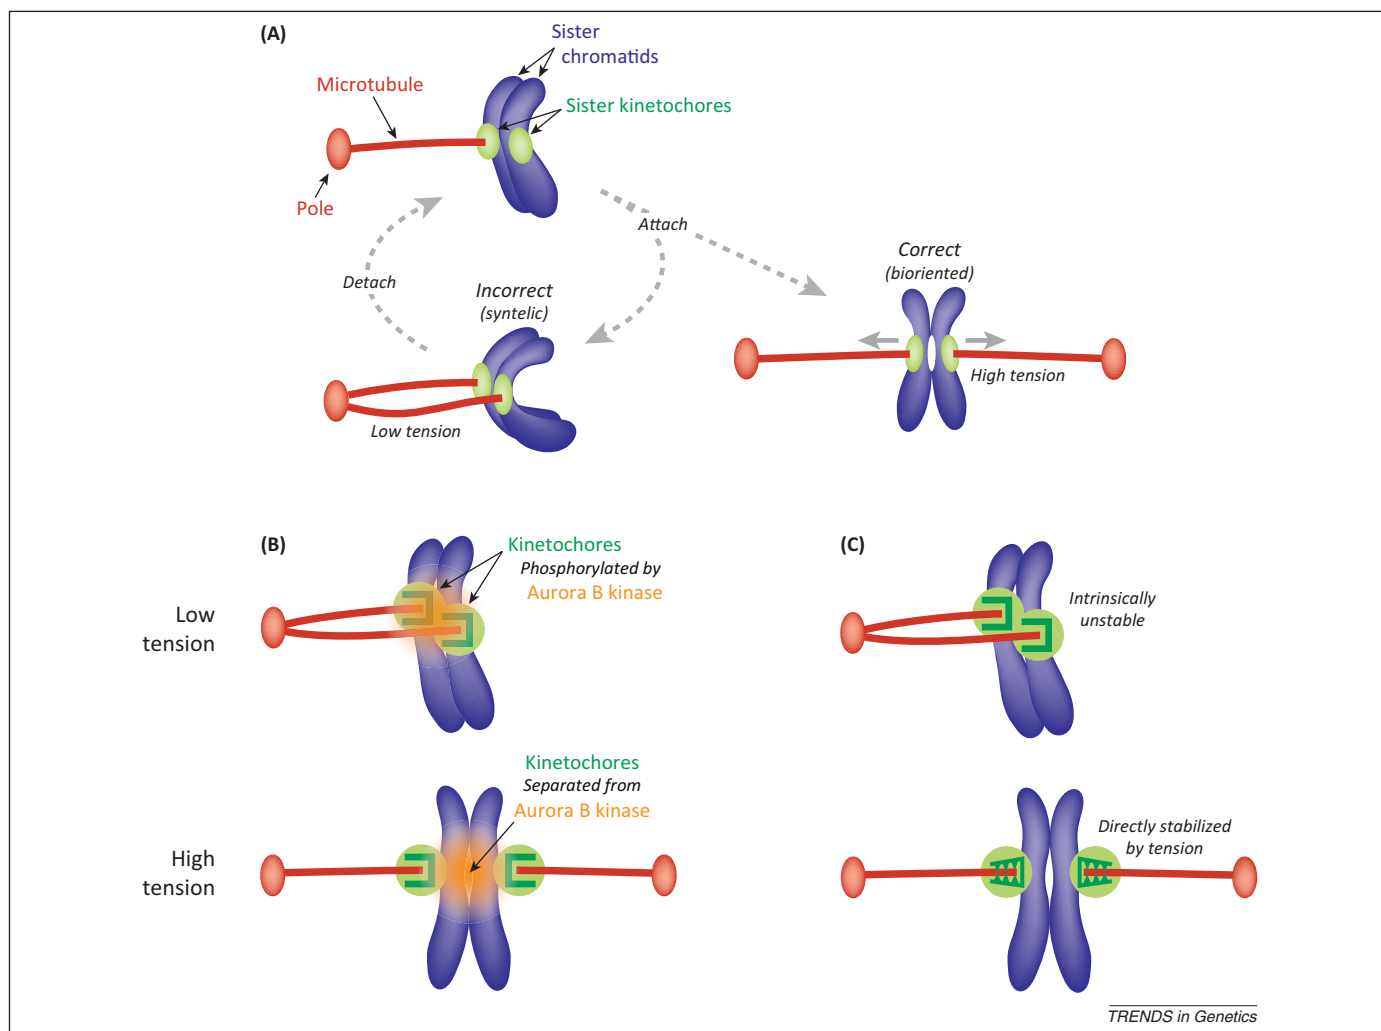 (A)
Sister
chromatids
Microtubule
Sister kinetochores
Pole
Attach
Detach
Correct
(bioriented)
Incorrect
(syntelic)
High tension
Low tension
(B)
Kinetochores
Phosphorylated by
Aurora B kinase
Low
tension
(C)
Intrinsically
unstable
Kinetochores
Separated from
Aurora B kinase
High
tension
Directly stabilized
by tension
TRENDS in Genetics